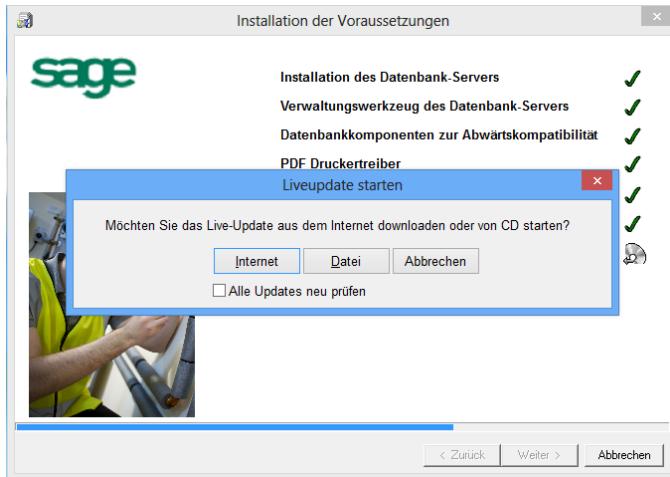 Installation der Voraussetzungen
sage
Installation des Datenbank-Servers
Verwaltungswerkzeug des Datenbank-Servers
Datenbankkomponenten zur Abwärtskompatibilität
PDF Druckertreiber
Liveupdate starten
Möchten Sie das Live-Update aus dem Internet downloaden oder von CD starten?
Internet Datei Abbrechen
Alle Updates neu prüfen
< Zurück Weiter > Abbrechen